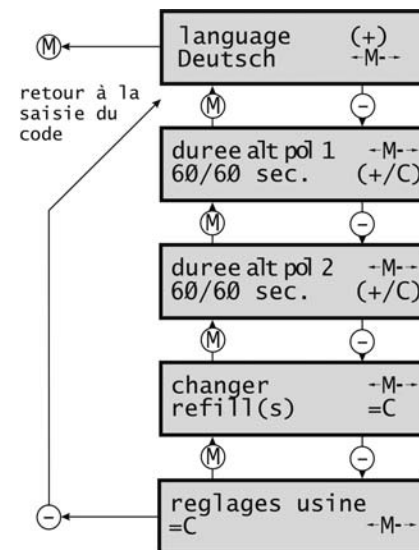 language (+)
Deutsch ←M-→
M
retour à la
saisie du
code
M −
duree alt pol 1 ←M-→
60/60 sec. (+/C)
M −
duree alt pol 2 ←M-→
60/60 sec. (+/C)
M −
changer ←M-→
refill(s) =C
M −
reglages usine
=C ←M-→
−